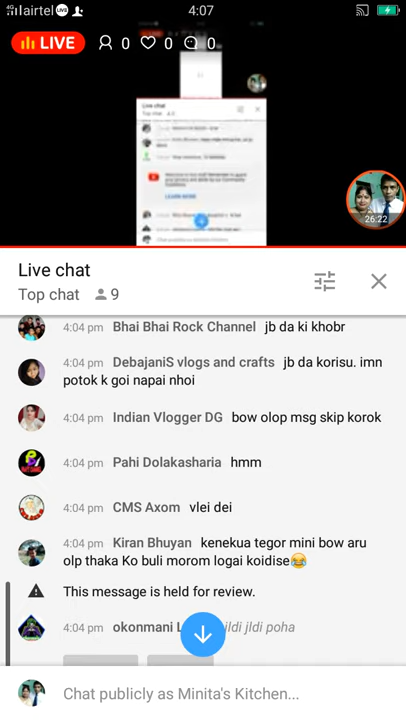 airtel
LIVE
4:07
LIVE 0 0 0
Live chat
26:22
Live chat
Top chat 9
4:04 pm Bhai Bhai Rock Channel jb da ki khobr
4:04 pm DebajaniS vlogs and crafts jb da korisu. imn
potok k goi napai nhoi
4:04 pm Indian Vlogger DG bow olop msg skip korok
4:04 pm Pahi Dolakasharia hmm
4:04 pm CMS Axom vlei dei
4:04 pm Kiran Bhuyan kenekua tegor mini bow aru
olp thaka Ko buli morom logai koidise😂
This message is held for review.
4:04 pm okonmani ildi jldi poha
Chat publicly as Minita's Kitchen...